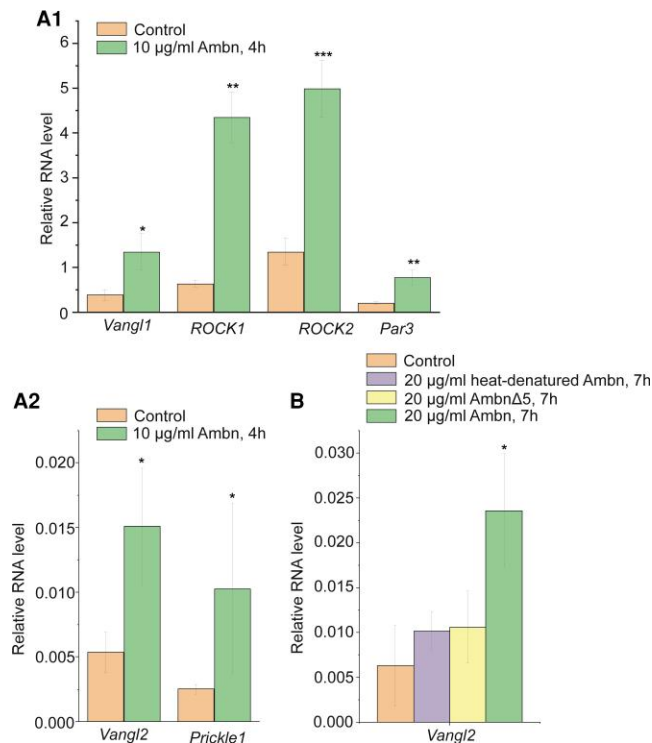 A1
Control
10 µg/ml Ambn, 4h
Relative RNA level
6
5
4
3
2
1
0
*
**
***
**
Vangl1 ROCK1 ROCK2 Par3
A2
Control
10 µg/ml Ambn, 4h
Relative RNA level
0.020
0.015
0.010
0.005
0.000
*
*
Vangl2 Prickle1
B
Control
20 µg/ml heat-denatured Ambn, 7h
20 µg/ml AmbnΔ5, 7h
20 µg/ml Ambn, 7h
Relative RNA level
0.030
0.025
0.020
0.015
0.010
0.005
0.000
*
Vangl2